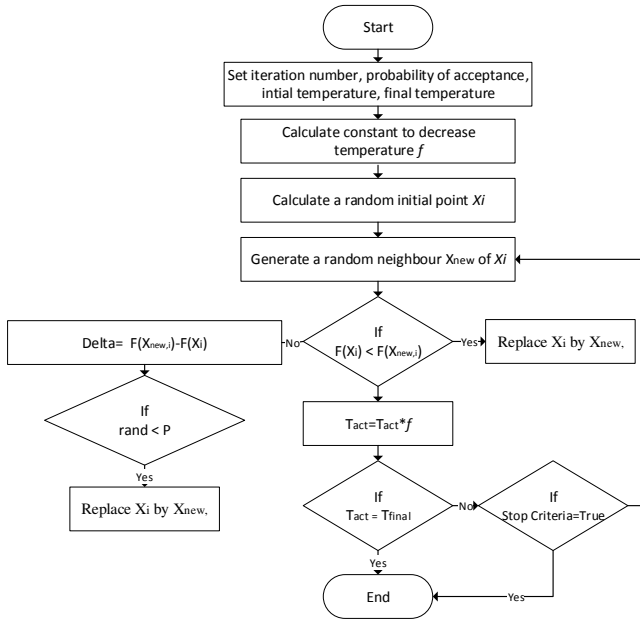 Start
Set iteration number, probability of acceptance,
intial temperature, final temperature
Calculate constant to decrease
temperature f
Calculate a random initial point Xi
Generate a random neighbour Xnew of Xi
Delta= F(Xnew,i)-F(Xi)
No
If
F(Xi) < F(Xnew,i)
Yes
Replace Xi by Xnew,
If
rand < P
Yes
Replace Xi by Xnew,
Tact=Tact*f
If
Tact = Tfinal
No
If
Stop Criteria=True
Yes
End
Yes